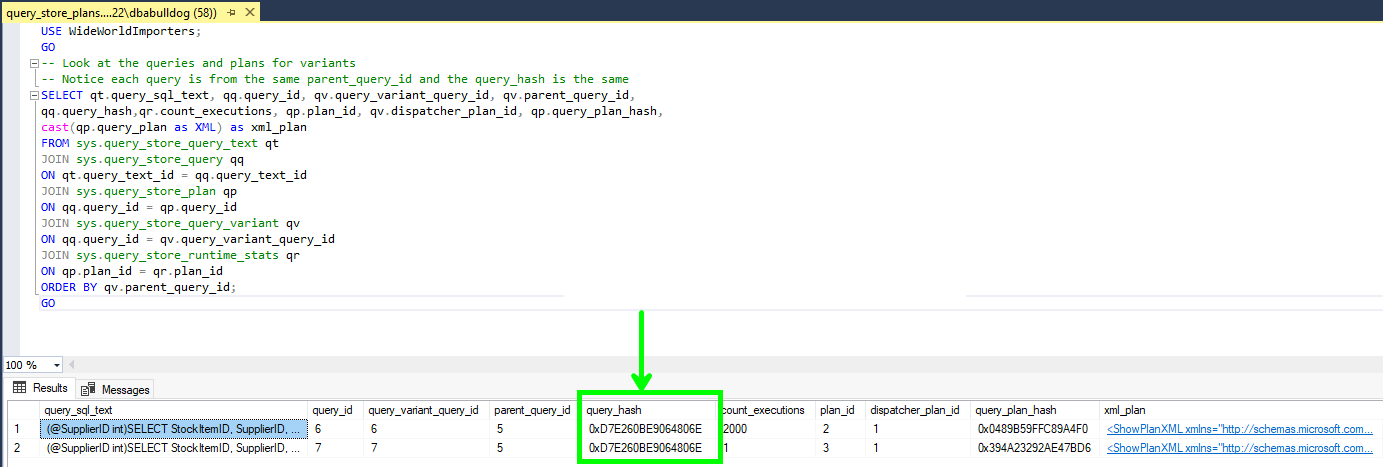 query_store_plans....22\dbabulldog (58))
USE WideWorldImporters;
GO
-- Look at the queries and plans for variants
-- Notice each query is from the same parent_query_id and the query_hash is the same
SELECT qt.query_sql_text, qq.query_id, qv.query_variant_query_id, qv.parent_query_id,
qq.query_hash,qr.count_executions, qp.plan_id, qv.dispatcher_plan_id, qp.query_plan_hash,
cast(qp.query_plan as XML) as xml_plan
FROM sys.query_store_query_text qt
JOIN sys.query_store_query qq
ON qt.query_text_id = qq.query_text_id
JOIN sys.query_store_plan qp
ON qq.query_id = qp.query_id
JOIN sys.query_store_query_variant qv
ON qq.query_id = qv.query_variant_query_id
JOIN sys.query_store_runtime_stats qr
ON qp.plan_id = qr.plan_id
ORDER BY qv.parent_query_id;
GO
100 %
Results Messages
query_sql_text query_id query_variant_query_id parent_query_id query_hash count_executions plan_id dispatcher_plan_id query_plan_hash xml_plan
1 (@SupplierID int)SELECT StockItemID, SupplierID, ... 6 6 5 0xD7E260BE9064806E 2000 2 1 0x0489B59FFC89A4F0 <ShowPlanXML xmlns="http://schemas.microsoft.com...
2 (@SupplierID int)SELECT StockItemID, SupplierID, ... 7 7 5 0xD7E260BE9064806E 1 3 1 0x394A23292AE47BD6 <ShowPlanXML xmlns="http://schemas.microsoft.com...